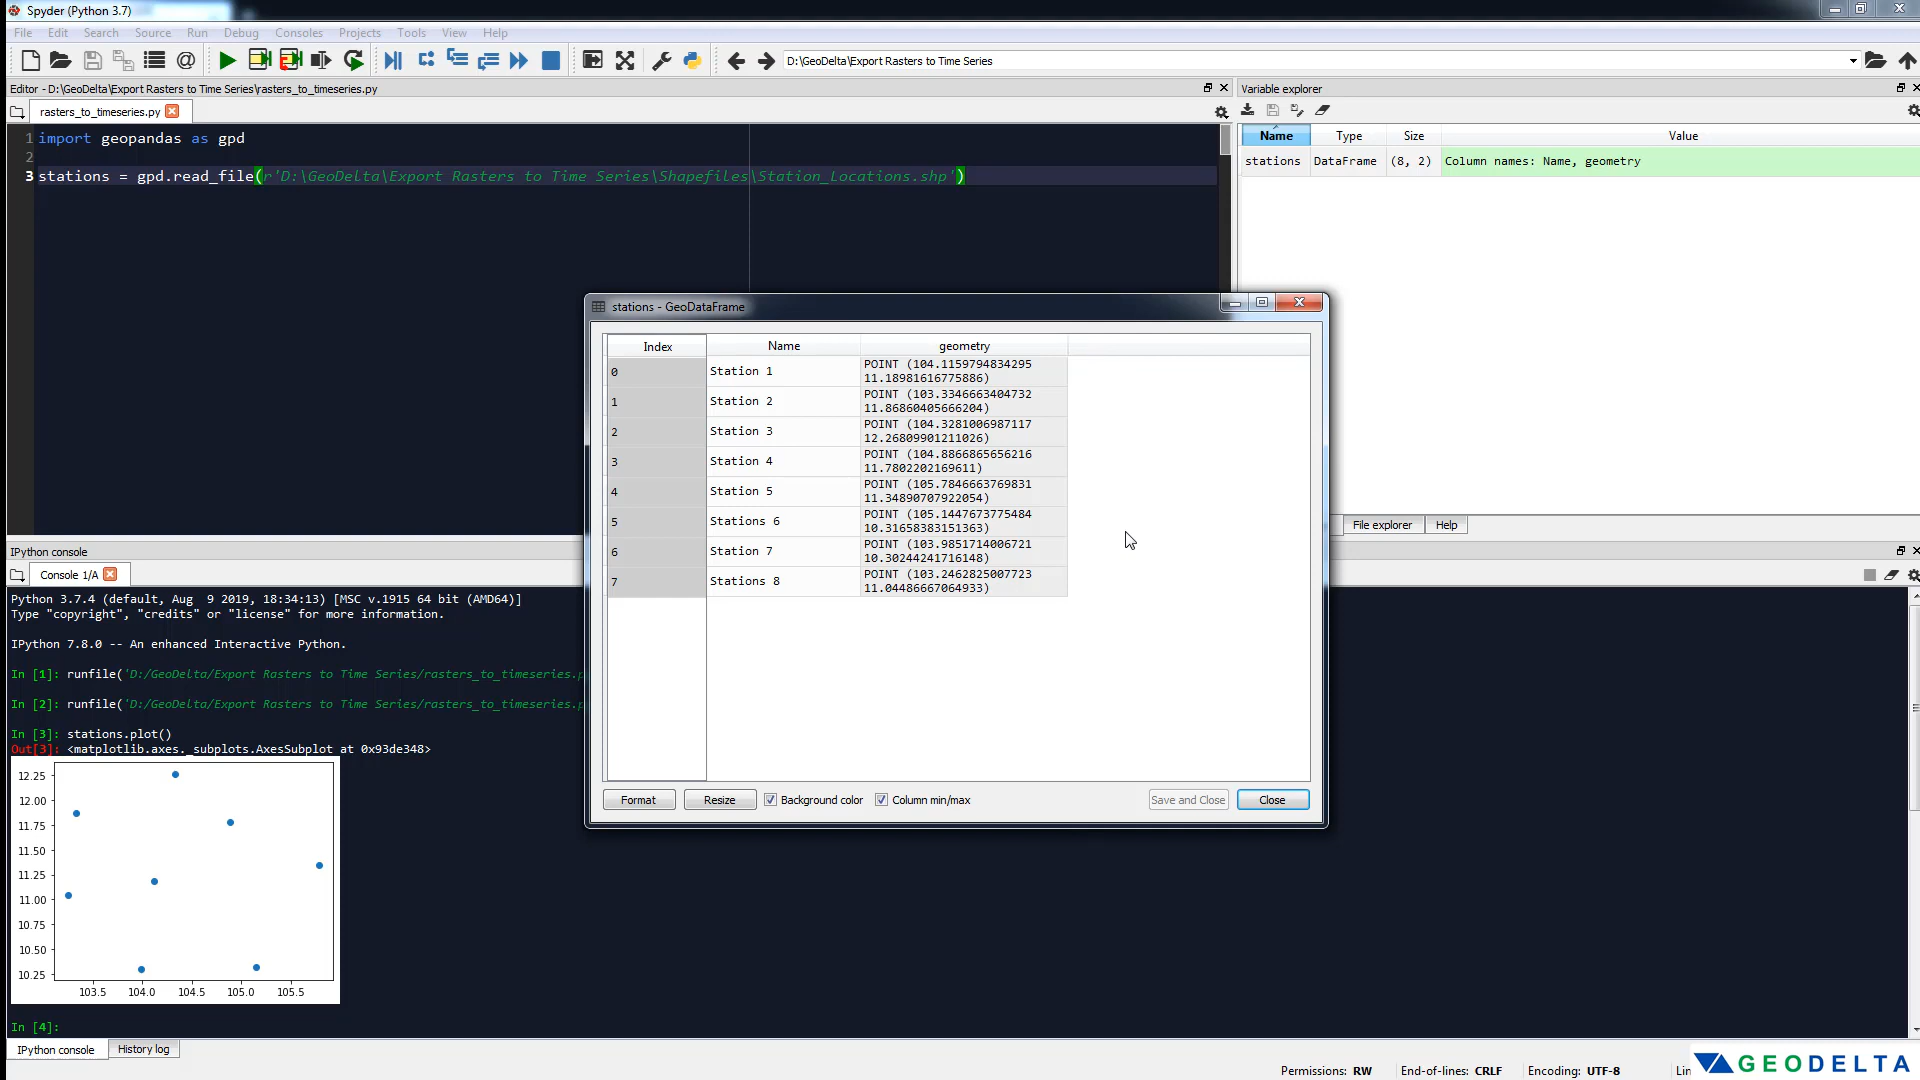 Spyder (Python 3.7)
File Edit Search Source Run Debug Consoles Projects Tools View Help
D:\GeoDelta\Export Rasters to Time Series
Editor - D:\GeoDelta\Export Rasters to Time Series\rasters_to_timeseries.py
rasters_to_timeseries.py
1 import geopandas as gpd
2
3 stations = gpd.read_file(r'D:\GeoDelta\Export Rasters to Time Series\Shapefiles\Station_Locations.shp')
Variable explorer
Name Type Size Value
stations DataFrame (8, 2) Column names: Name, geometry
File explorer Help
stations - GeoDataFrame
Index Name geometry
0 Station 1 POINT (104.1159794834295
11.18981616775886)
1 Station 2 POINT (103.3346663404732
11.86860405666204)
2 Station 3 POINT (104.3281006987117
12.26809901211026)
3 Station 4 POINT (104.8866865656216
11.7802202169611)
4 Station 5 POINT (105.7846663769831
11.34890707922054)
5 Stations 6 POINT (105.1447673775484
10.31658383151363)
6 Station 7 POINT (103.9851714006721
10.30244241716148)
7 Stations 8 POINT (103.2462825007723
11.04486667064933)
Format Resize Background color Column min/max Save and Close Close
IPython console
Console 1/A
Python 3.7.4 (default, Aug 9 2019, 18:34:13) [MSC v.1915 64 bit (AMD64)]
Type "copyright", "credits" or "license" for more information.
IPython 7.8.0 -- An enhanced Interactive Python.
In [1]: runfile('D:/GeoDelta/Export Rasters to Time Series/rasters_to_timeseries.p
In [2]: runfile('D:/GeoDelta/Export Rasters to Time Series/rasters_to_timeseries.p
In [3]: stations.plot()
Out[3]: <matplotlib.axes._subplots.AxesSubplot at 0x93de348>
12.25
12.00
11.75
11.50
11.25
11.00
10.75
10.50
10.25
103.5 104.0 104.5 105.0 105.5
In [4]:
IPython console History log
Permissions: RW End-of-lines: CRLF Encoding: UTF-8 Lin
GEODELTA